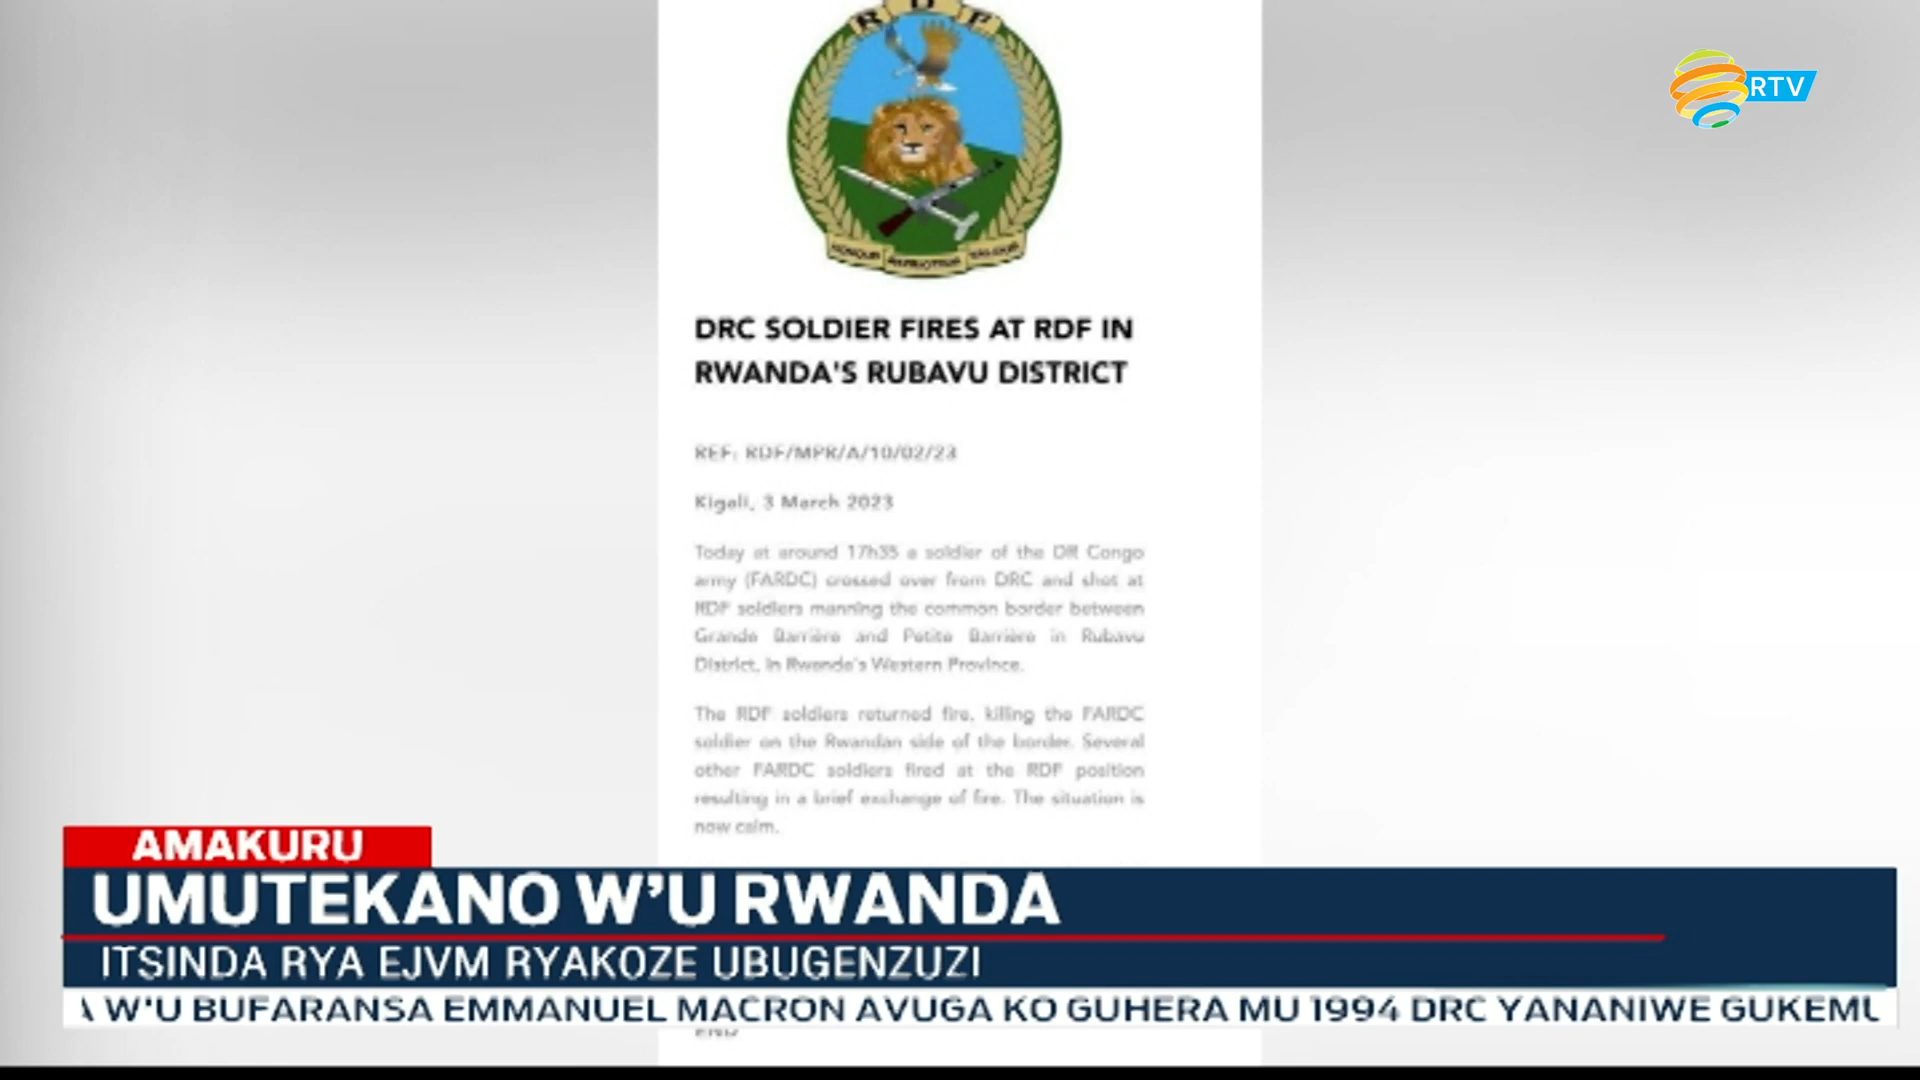 RDF
RTV
DRC SOLDIER FIRES AT RDF IN
RWANDA'S RUBAVU DISTRICT
REF: RDF/MPR/A/10/02/23
Kigali, 3 March 2023
Today at around 17h35 a soldier of the DR Congo
army (FARDC) crossed over from DRC and shot at
RDF soldiers manning the common border between
Grande Barrière and Petite Barrière in Rubavu
District, in Rwanda's Western Province.
The RDF soldiers returned fire, killing the FARDC
soldier on the Rwandan side of the border. Several
other FARDC soldiers fired at the RDF position
resulting in a brief exchange of fire. The situation is
now calm.
AMAKURU
UMUTEKANO W'U RWANDA
ITSINDA RYA EJVM RYAKOZE UBUGENZUZI
W'U BUFARANSA EMMANUEL MACRON AVUGA KO GUHERA MU 1994 DRC YANANIWE
END